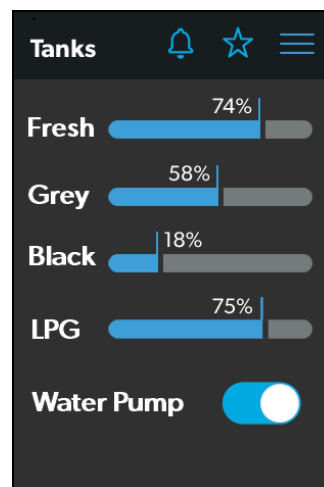 Tanks
74%
Fresh
58%
Grey
18%
Black
75%
LPG
Water Pump